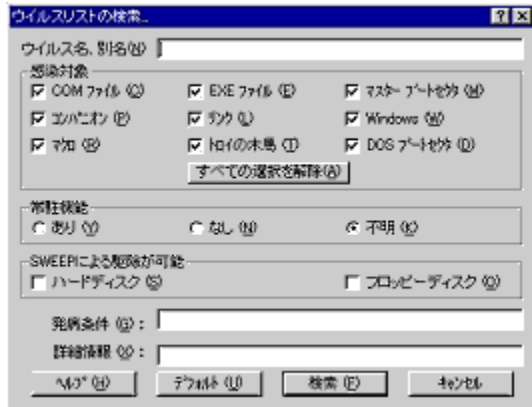 ウイルスリストの検索...
ウイルス名、別名(N)
感染対象
COM ファイル (C) EXE ファイル (E) マスター ブートセクタ (M)
コンパニオン (P) リンク (L) Windows (W)
マクロ (R) トロイの木馬 (T) DOS ブートセクタ (D)
すべての選択を解除(A)
常駐機能
あり (Y) なし (N) 不明 (K)
SWEEPによる駆除が可能
ハードディスク (S) フロッピーディスク (O)
発病条件 (G) :
詳細情報 (X) :
ヘルプ (H) デフォルト (U) 検索 (F) キャンセル